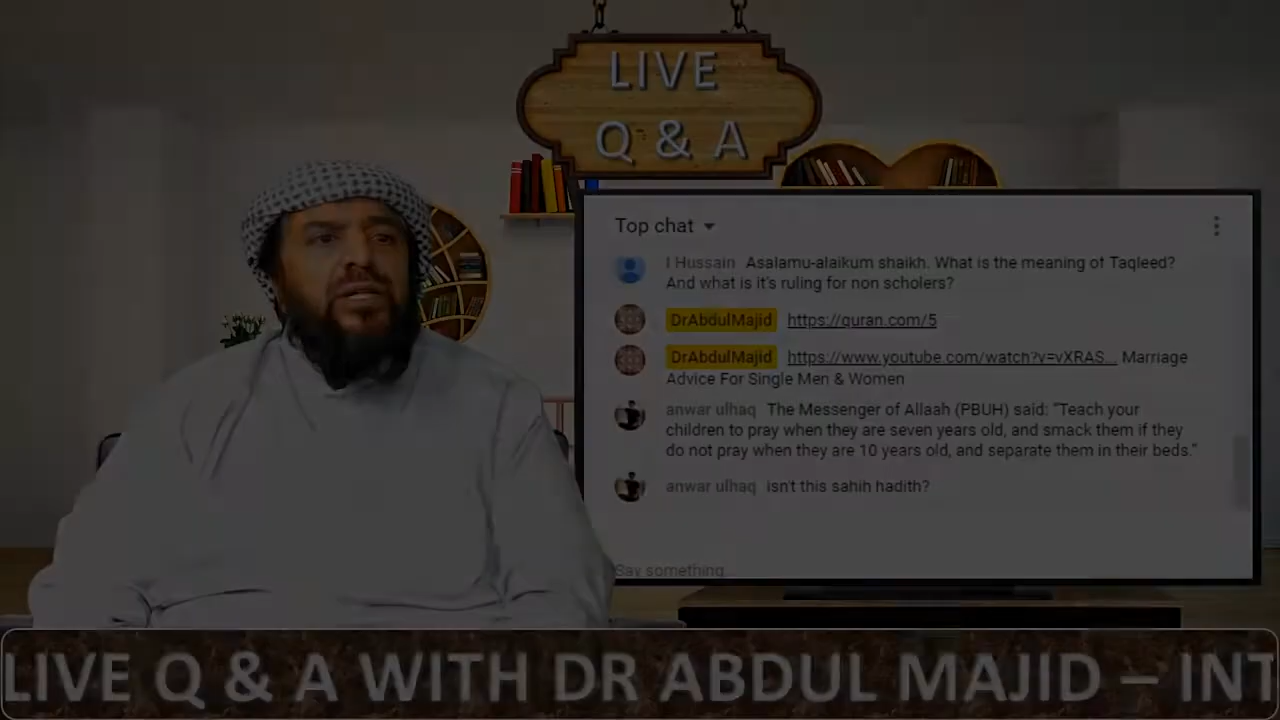 LIVE
Q & A
Top chat
I Hussain Asalamu-alaikum shaikh. What is the meaning of Taqleed?
And what is it's ruling for non scholers?
DrAbdulMajid https://quran.com/5
DrAbdulMajid https://www.youtube.com/watch?v=vXRAS... Marriage
Advice For Single Men & Women
anwar ulhaq The Messenger of Allaah (PBUH) said: “Teach your
children to pray when they are seven years old, and smack them if they
do not pray when they are 10 years old, and separate them in their beds.”
anwar ulhaq isn't this sahih hadith?
Say something...
LIVE Q & A WITH DR ABDUL MAJID – INT